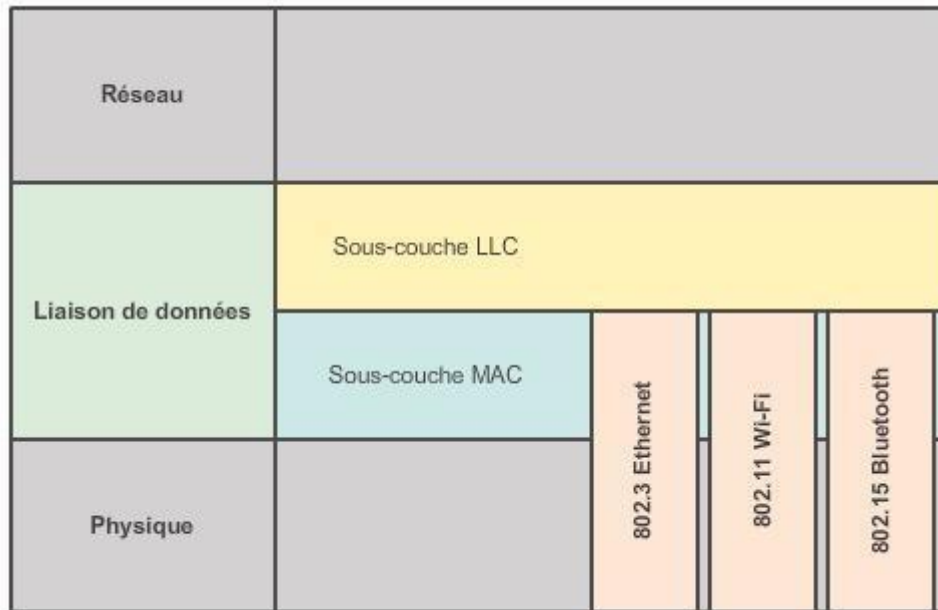 Réseau
Sous-couche LLC
Liaison de données
Sous-couche MAC
802.3 Ethernet
802.11 Wi-Fi
802.15 Bluetooth
Physique